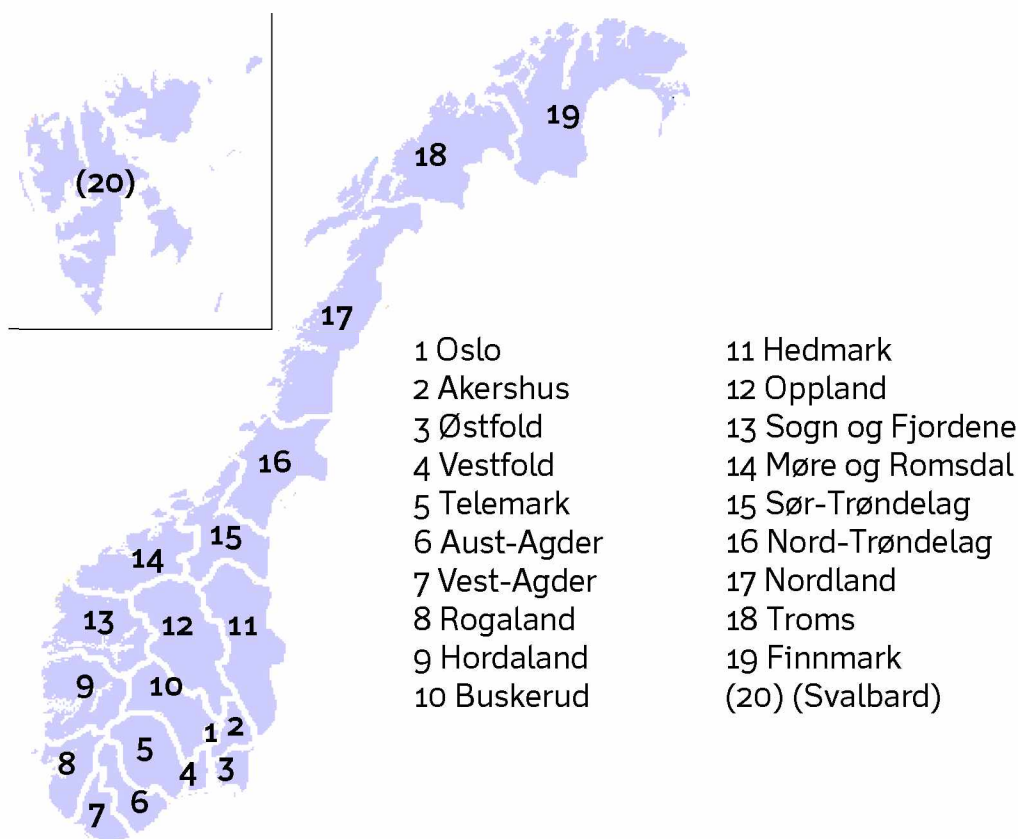 19
18
(20)
17
16
15
14
13
12
11
10
9
2
1
5
8
3
4
6
7
1 Oslo
2 Akershus
3 Østfold
4 Vestfold
5 Telemark
6 Aust-Agder
7 Vest-Agder
8 Rogaland
9 Hordaland
10 Buskerud
11 Hedmark
12 Oppland
13 Sogn og Fjordene
14 Møre og Romsdal
15 Sør-Trøndelag
16 Nord-Trøndelag
17 Nordland
18 Troms
19 Finnmark
(20) (Svalbard)